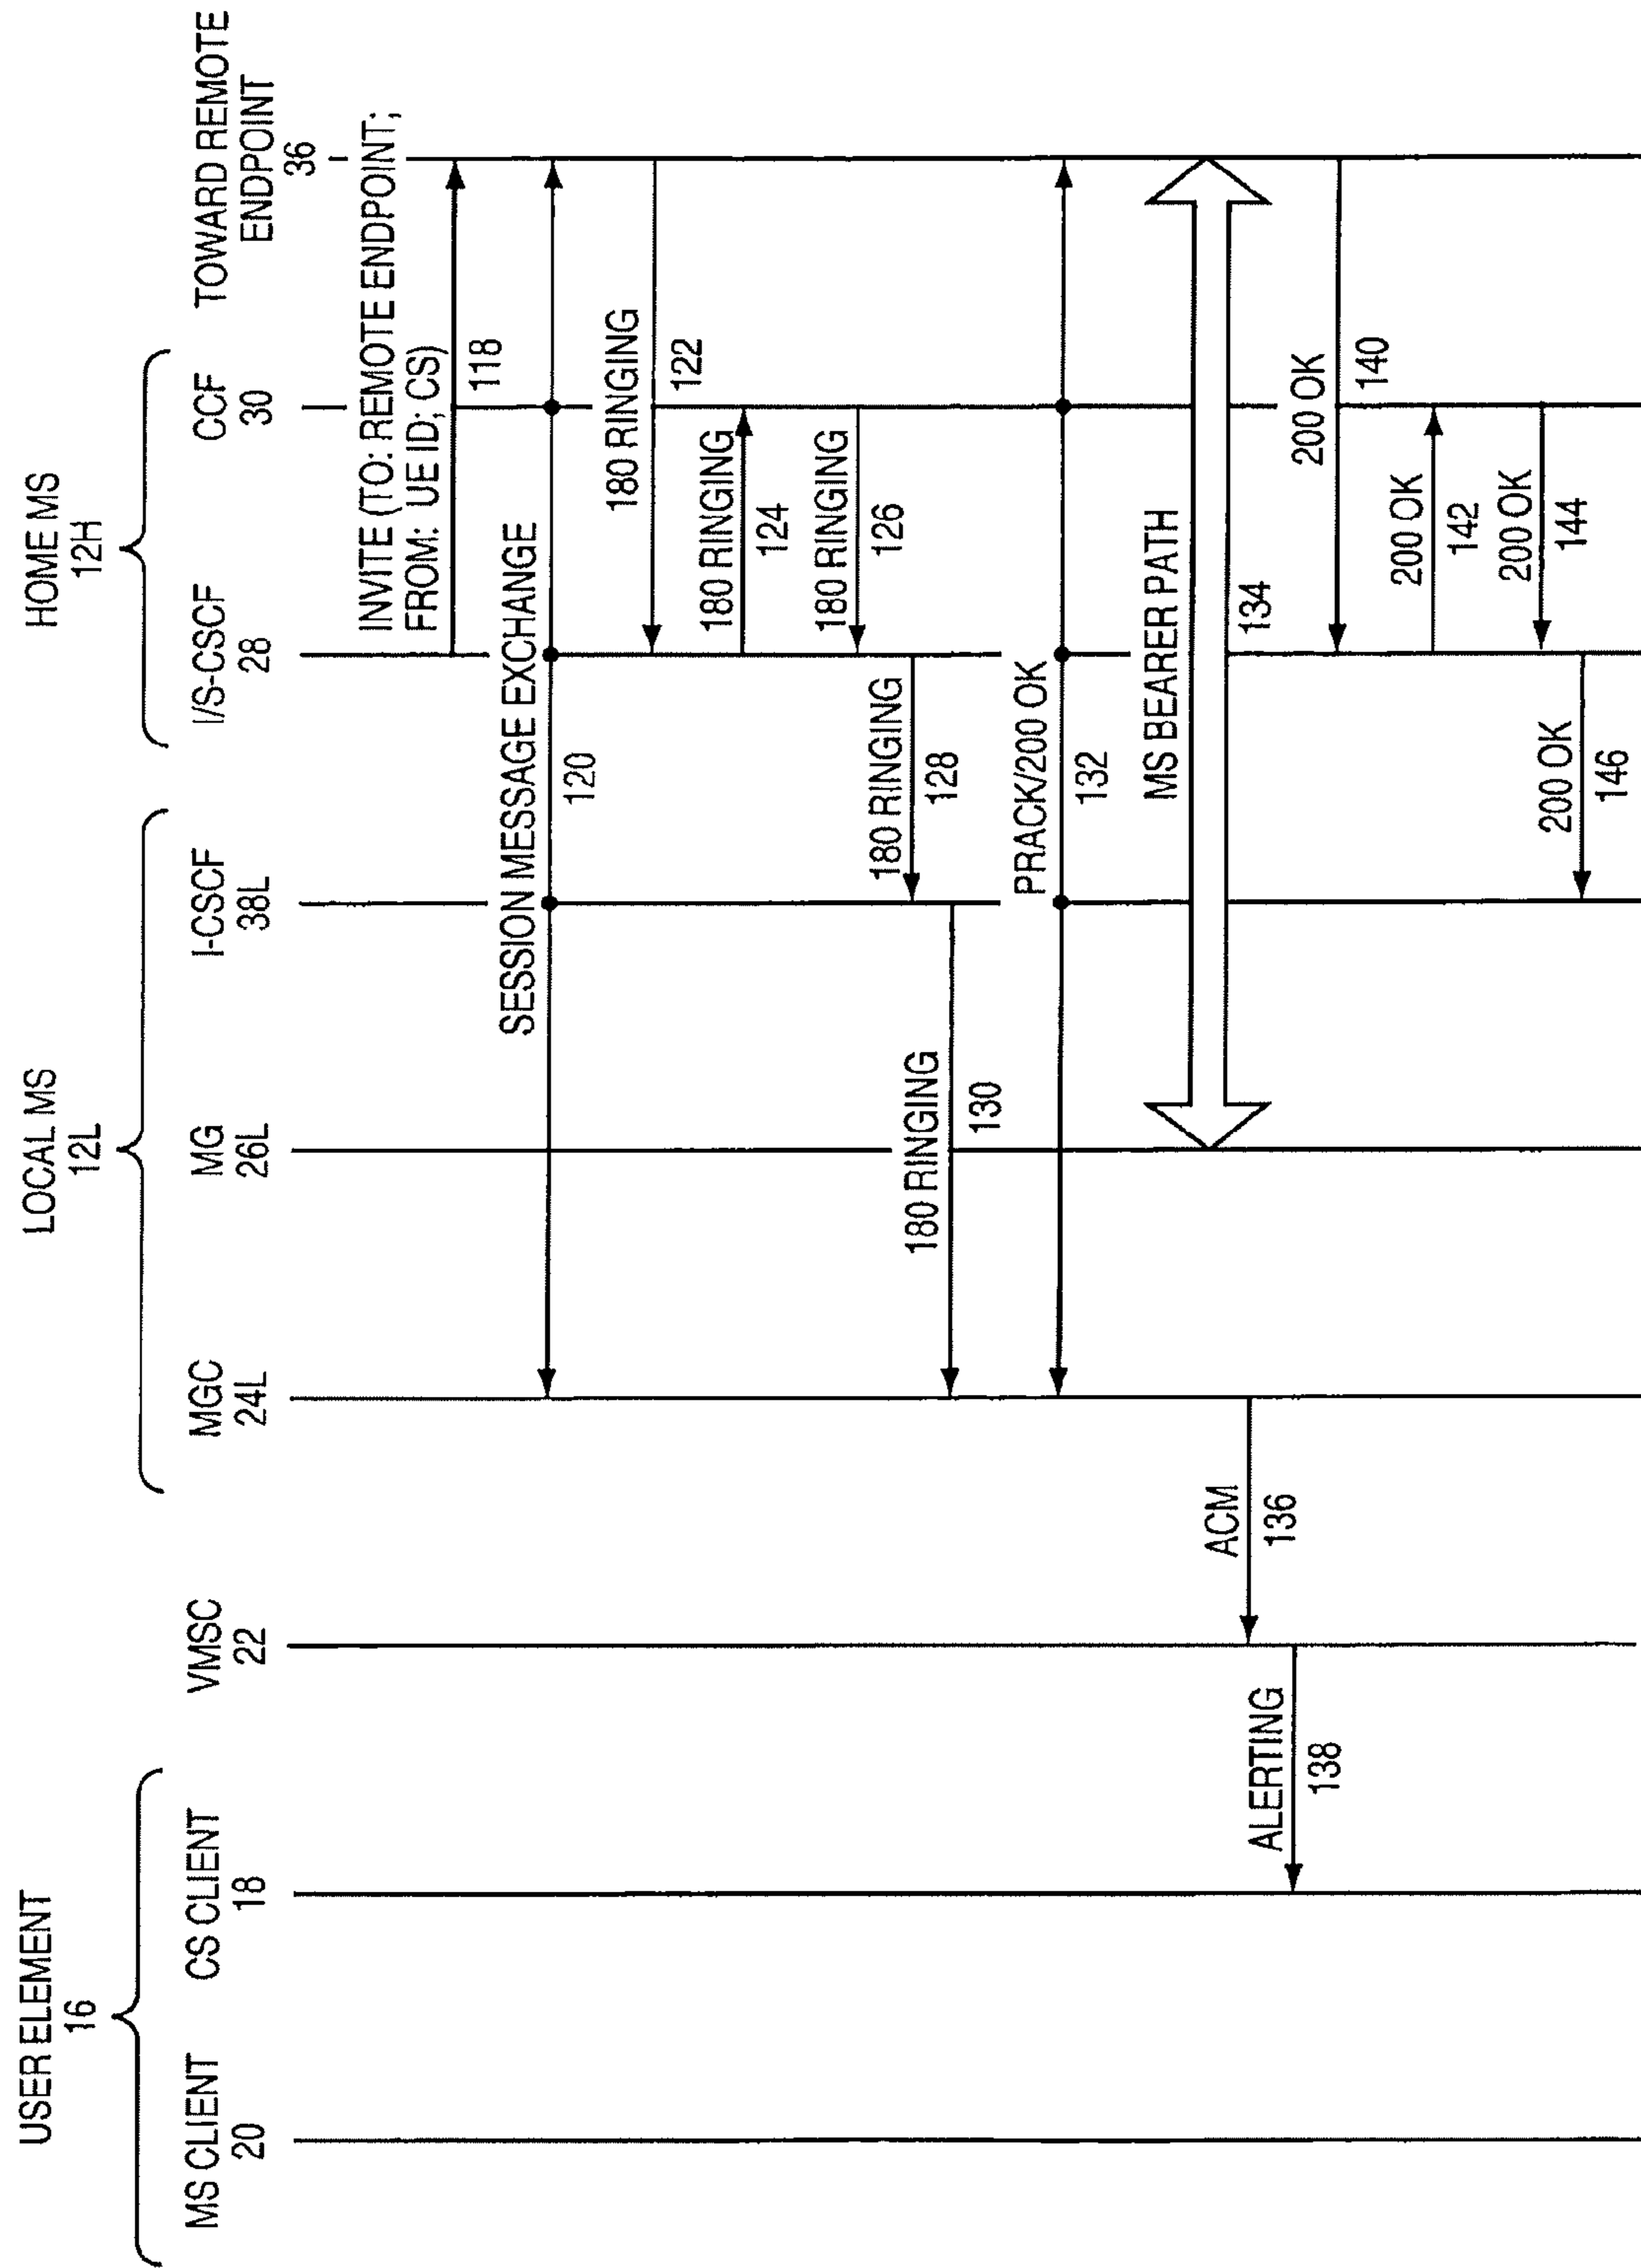 USER ELEMENT
16
LOCAL MS
12L
HOME MS
12H
MS CLIENT
20
CS CLIENT
18
VMSC
22
MGC
24L
MG
26L
I-CSCF
38L
I/S-CSCF
28
CCF
30
TOWARD REMOTE
ENDPOINT
36
INVITE (TO: REMOTE ENDPOINT;
FROM: UE ID; CS)
118
SESSION MESSAGE EXCHANGE
120
180 RINGING
122
180 RINGING
124
180 RINGING
126
180 RINGING
128
180 RINGING
130
PRACK/200 OK
132
MS BEARER PATH
134
ACM
136
ALERTING
138
200 OK
140
200 OK
142
200 OK
144
200 OK
146